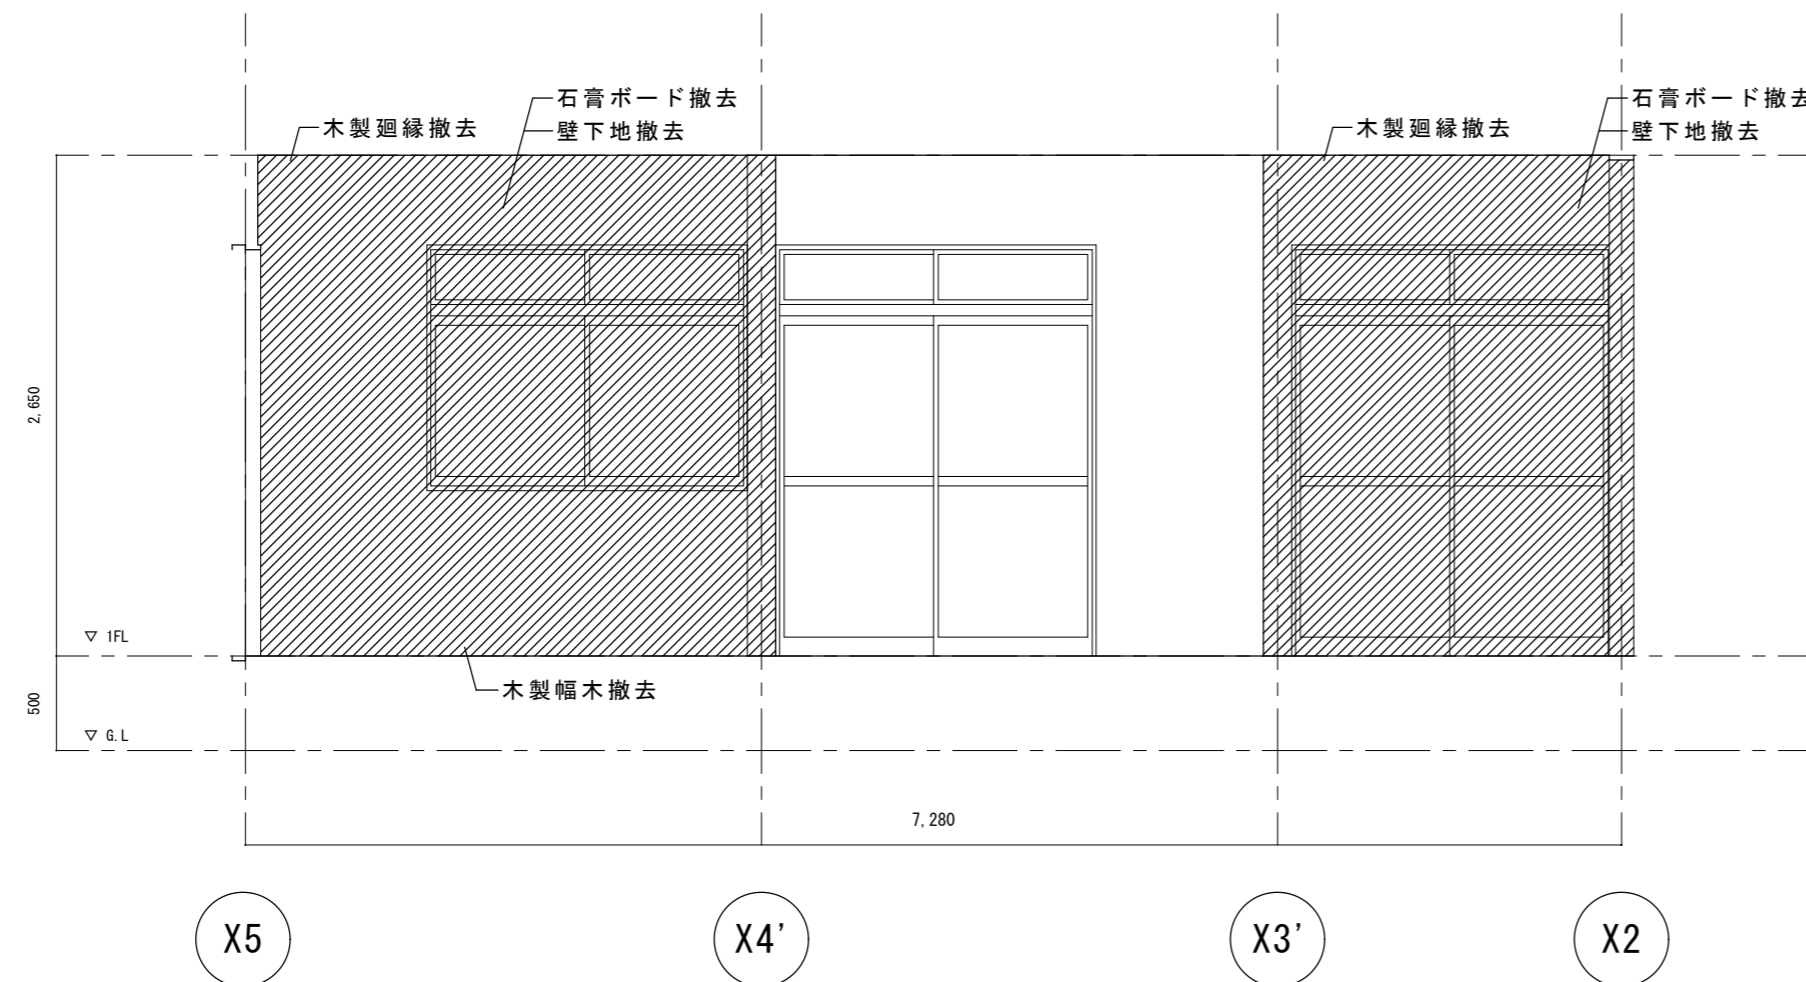 石膏ボード撤去
壁下地撤去
木製廻縁撤去
石膏ボード撤去
壁下地撤去
木製廻縁撤去
2,650
▽ 1FL
木製幅木撤去
500
▽ G.L
7,280
X5
X4'
X3'
X2